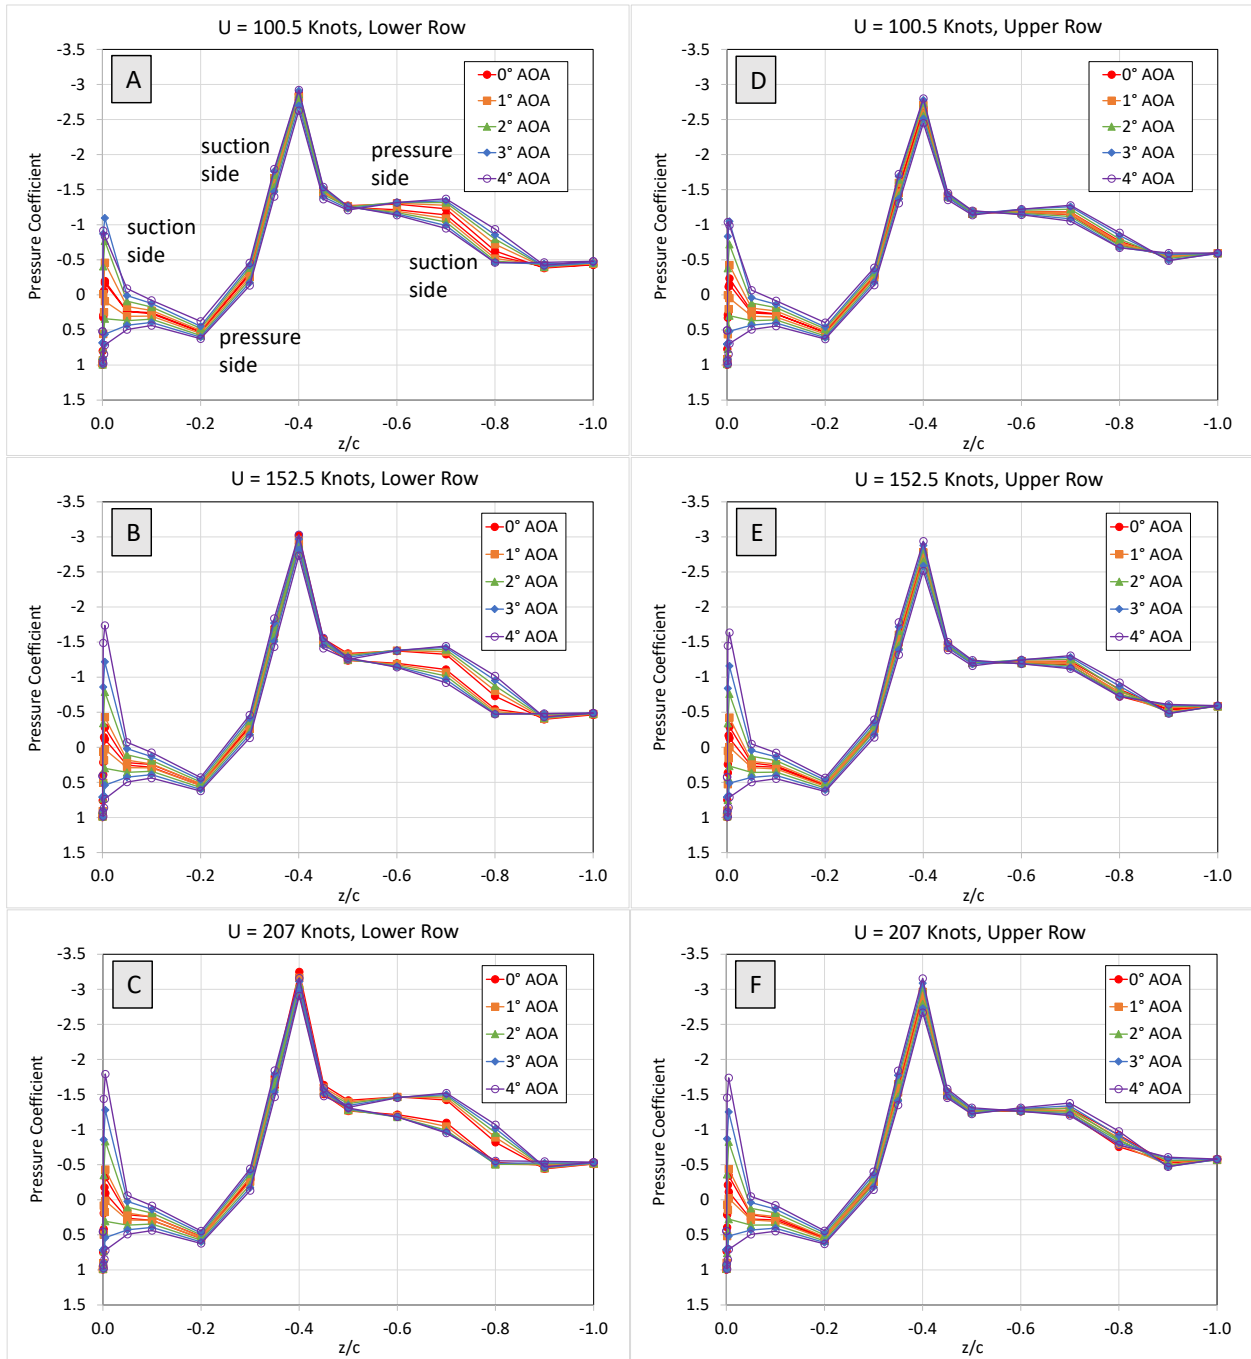 U = 100.5 Knots, Lower Row
A
-3.5
-3
-2.5
-2
-1.5
-1
-0.5
0
0.5
1
1.5
Pressure Coefficient
0° AOA
1° AOA
2° AOA
3° AOA
4° AOA
suction
side
pressure
side
suction
side
suction
side
pressure
side
0.0 -0.2 -0.4 -0.6 -0.8 -1.0
z/c
U = 100.5 Knots, Upper Row
D
-3.5
-3
-2.5
-2
-1.5
-1
-0.5
0
0.5
1
1.5
Pressure Coefficient
0° AOA
1° AOA
2° AOA
3° AOA
4° AOA
0.0 -0.2 -0.4 -0.6 -0.8 -1.0
z/c
U = 152.5 Knots, Lower Row
B
-3.5
-3
-2.5
-2
-1.5
-1
-0.5
0
0.5
1
1.5
Pressure Coefficient
0° AOA
1° AOA
2° AOA
3° AOA
4° AOA
0.0 -0.2 -0.4 -0.6 -0.8 -1.0
z/c
U = 152.5 Knots, Upper Row
E
-3.5
-3
-2.5
-2
-1.5
-1
-0.5
0
0.5
1
1.5
Pressure Coefficient
0° AOA
1° AOA
2° AOA
3° AOA
4° AOA
0.0 -0.2 -0.4 -0.6 -0.8 -1.0
z/c
U = 207 Knots, Lower Row
C
-3.5
-3
-2.5
-2
-1.5
-1
-0.5
0
0.5
1
1.5
Pressure Coefficient
0° AOA
1° AOA
2° AOA
3° AOA
4° AOA
0.0 -0.2 -0.4 -0.6 -0.8 -1.0
z/c
U = 207 Knots, Upper Row
F
-3.5
-3
-2.5
-2
-1.5
-1
-0.5
0
0.5
1
1.5
Pressure Coefficient
0° AOA
1° AOA
2° AOA
3° AOA
4° AOA
0.0 -0.2 -0.4 -0.6 -0.8 -1.0
z/c